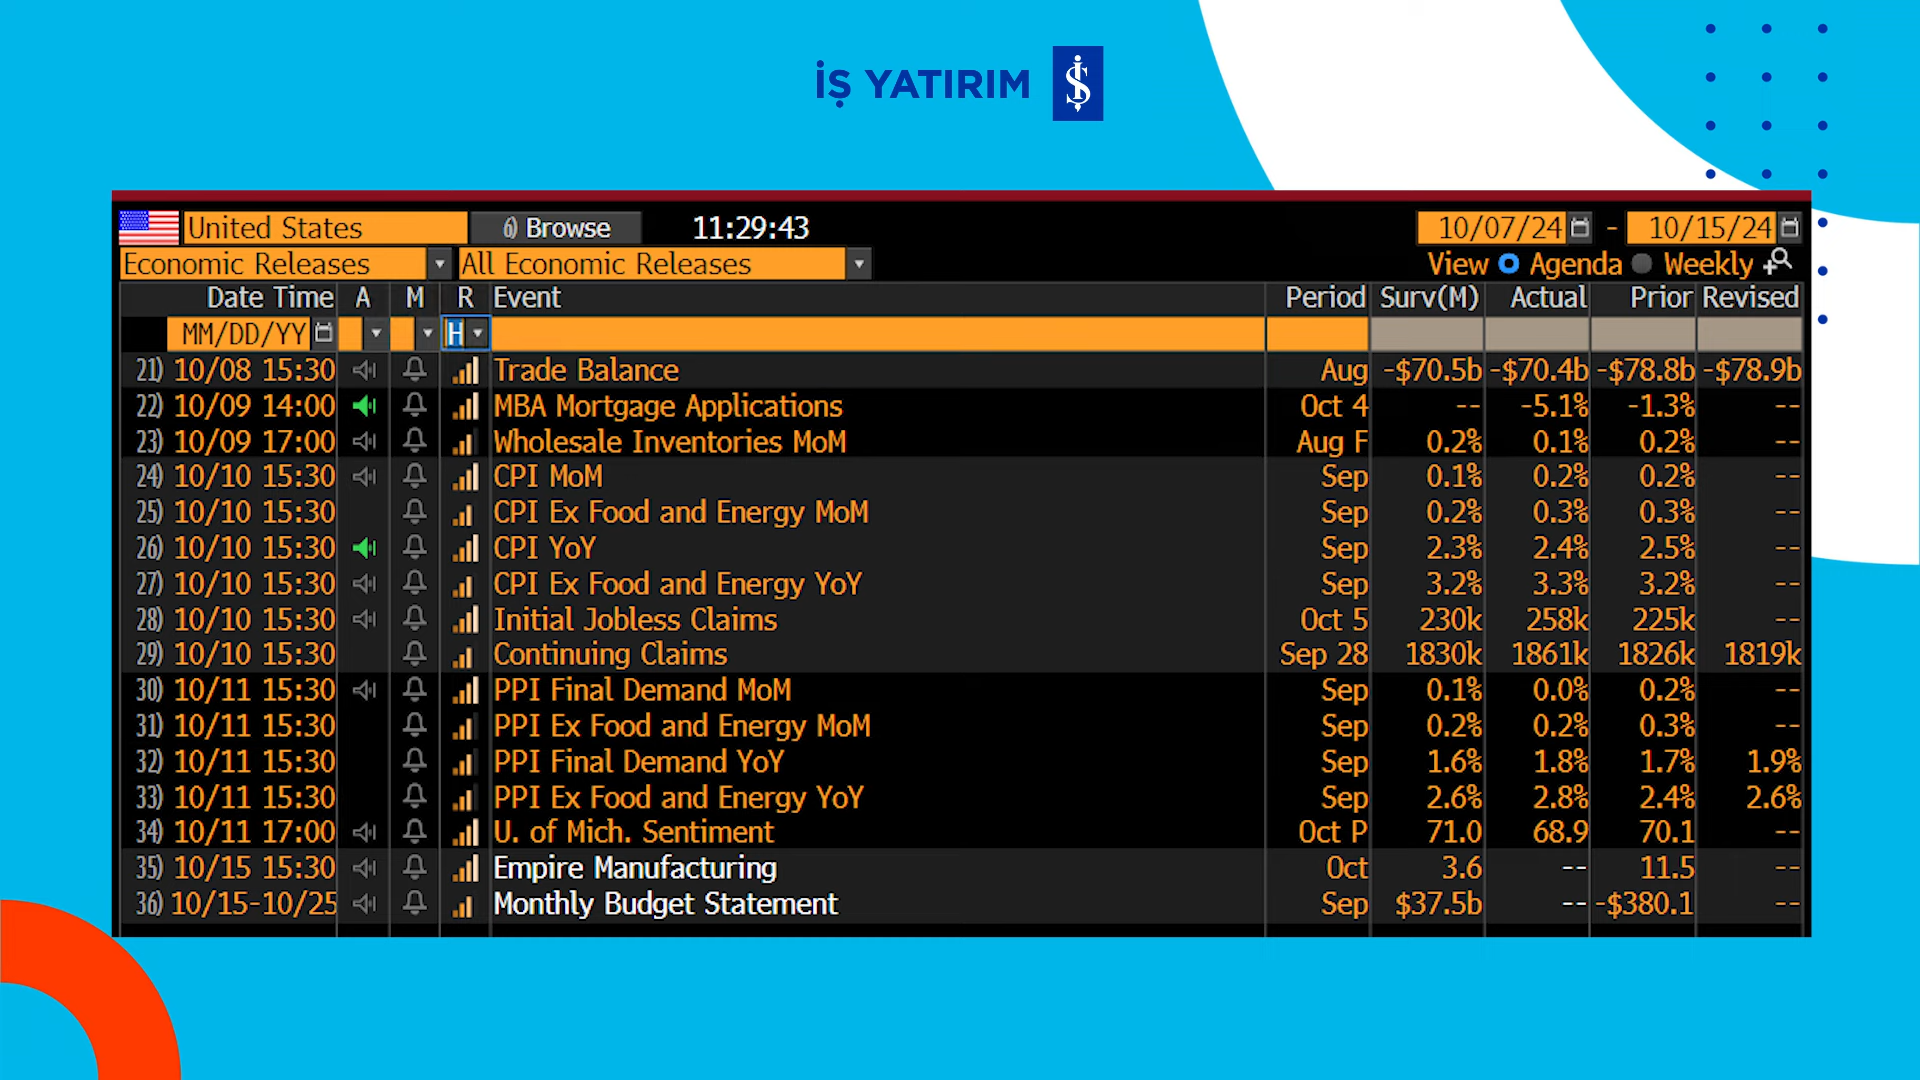 İŞ YATIRIM
United States Browse 11:29:43 10/07/24 - 10/15/24
Economic Releases All Economic Releases View Agenda Weekly
Date Time A M R Event Period Surv(M) Actual Prior Revised
MM/DD/YY H
21) 10/08 15:30 Trade Balance Aug -$70.5b -$70.4b -$78.8b -$78.9b
22) 10/09 14:00 MBA Mortgage Applications Oct 4 -- -5.1% -1.3% --
23) 10/09 17:00 Wholesale Inventories MoM Aug F 0.2% 0.1% 0.2% --
24) 10/10 15:30 CPI MoM Sep 0.1% 0.2% 0.2% --
25) 10/10 15:30 CPI Ex Food and Energy MoM Sep 0.2% 0.3% 0.3% --
26) 10/10 15:30 CPI YoY Sep 2.3% 2.4% 2.5% --
27) 10/10 15:30 CPI Ex Food and Energy YoY Sep 3.2% 3.3% 3.2% --
28) 10/10 15:30 Initial Jobless Claims Oct 5 230k 258k 225k --
29) 10/10 15:30 Continuing Claims Sep 28 1830k 1861k 1826k 1819k
30) 10/11 15:30 PPI Final Demand MoM Sep 0.1% 0.0% 0.2% --
31) 10/11 15:30 PPI Ex Food and Energy MoM Sep 0.2% 0.2% 0.3% --
32) 10/11 15:30 PPI Final Demand YoY Sep 1.6% 1.8% 1.7% 1.9%
33) 10/11 15:30 PPI Ex Food and Energy YoY Sep 2.6% 2.8% 2.4% 2.6%
34) 10/11 17:00 U. of Mich. Sentiment Oct P 71.0 68.9 70.1 --
35) 10/15 15:30 Empire Manufacturing Oct 3.6 -- 11.5 --
36) 10/15-10/25 Monthly Budget Statement Sep $37.5b -- -$380.1 --